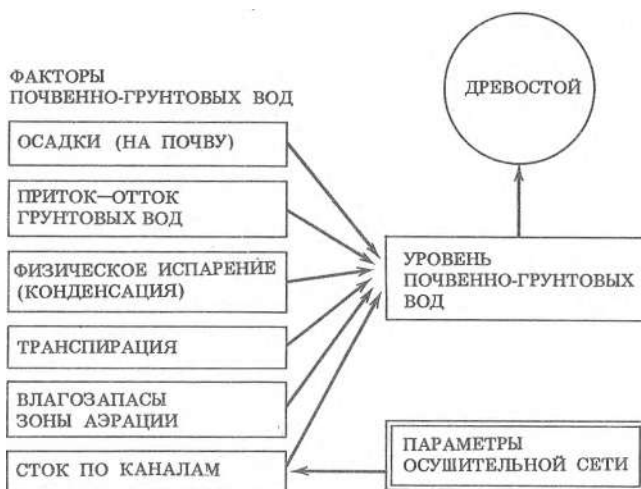 ФАКТОРЫ
ПОЧВЕННО-ГРУНТОВЫХ ВОД
ОСАДКИ (НА ПОЧВУ)
ПРИТОК—ОТТОК
ГРУНТОВЫХ ВОД
ФИЗИЧЕСКОЕ ИСПАРЕНИЕ
(КОНДЕНСАЦИЯ)
ТРАНСПИРАЦИЯ
ВЛАГОЗАПАСЫ
ЗОНЫ АЭРАЦИИ
СТОК ПО КАНАЛАМ
ДРЕВОСТОЙ
УРОВЕНЬ
ПОЧВЕННО-ГРУНТОВЫХ
ВОД
ПАРАМЕТРЫ
ОСУШИТЕЛЬНОЙ СЕТИ